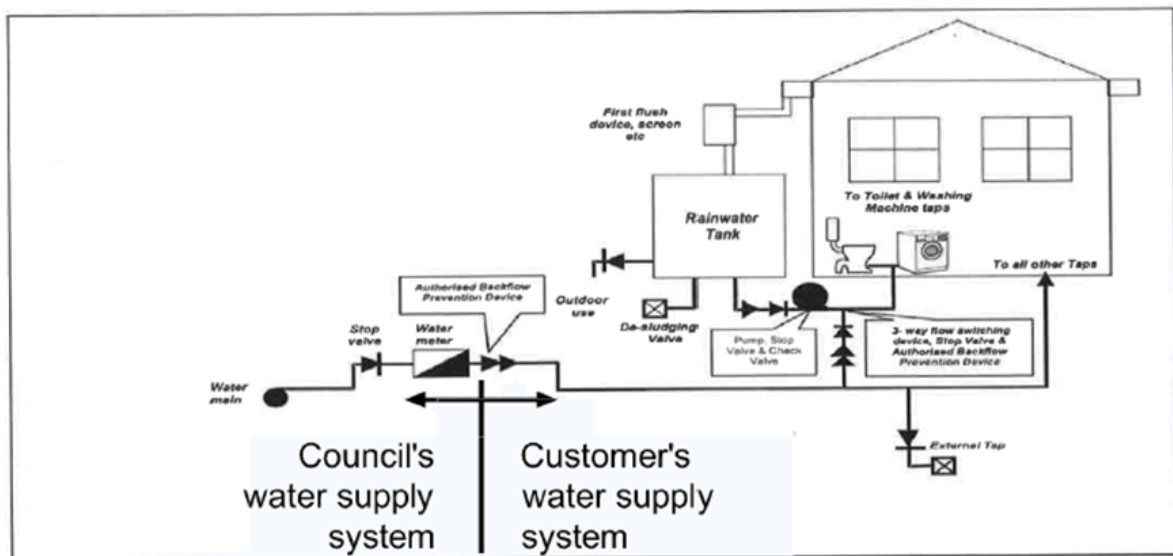 First flush
device, screen
etc
To Toilet & Washing
Machine taps
Rainwater
Tank
To all other Taps
Authorised Backflow
Prevention Device
Outdoor
use
De-sludging
Valve
Pump, Stop
Valve & Check
Valve
3- way flow switching
device, Stop Valve &
Authorised Backflow
Prevention Device
Stop
valve
Water
meter
Water
main
External Tap
Council's
water supply
system
Customer's
water supply
system